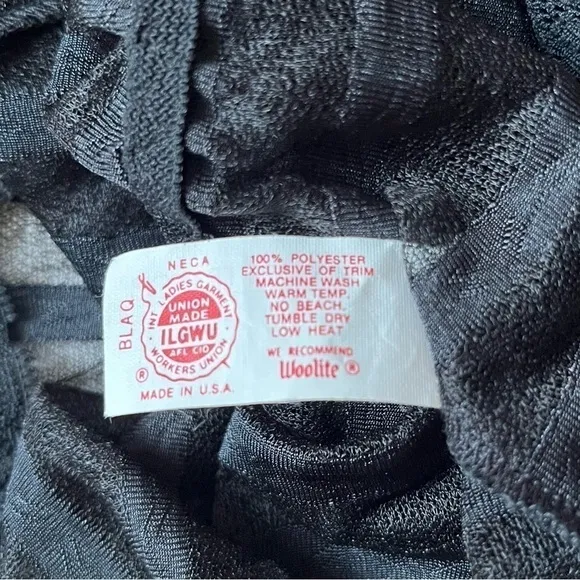 BLAQ
NECA
INT. LADIES GARMENT
WORKERS UNION
UNION
MADE
ILGWU
AFL CIO
®
MADE IN U.S.A.
100% POLYESTER
EXCLUSIVE OF TRIM
MACHINE WASH
WARM TEMP.
NO BEACH.
TUMBLE DRY
LOW HEAT
WE RECOMMEND
Woolite ®